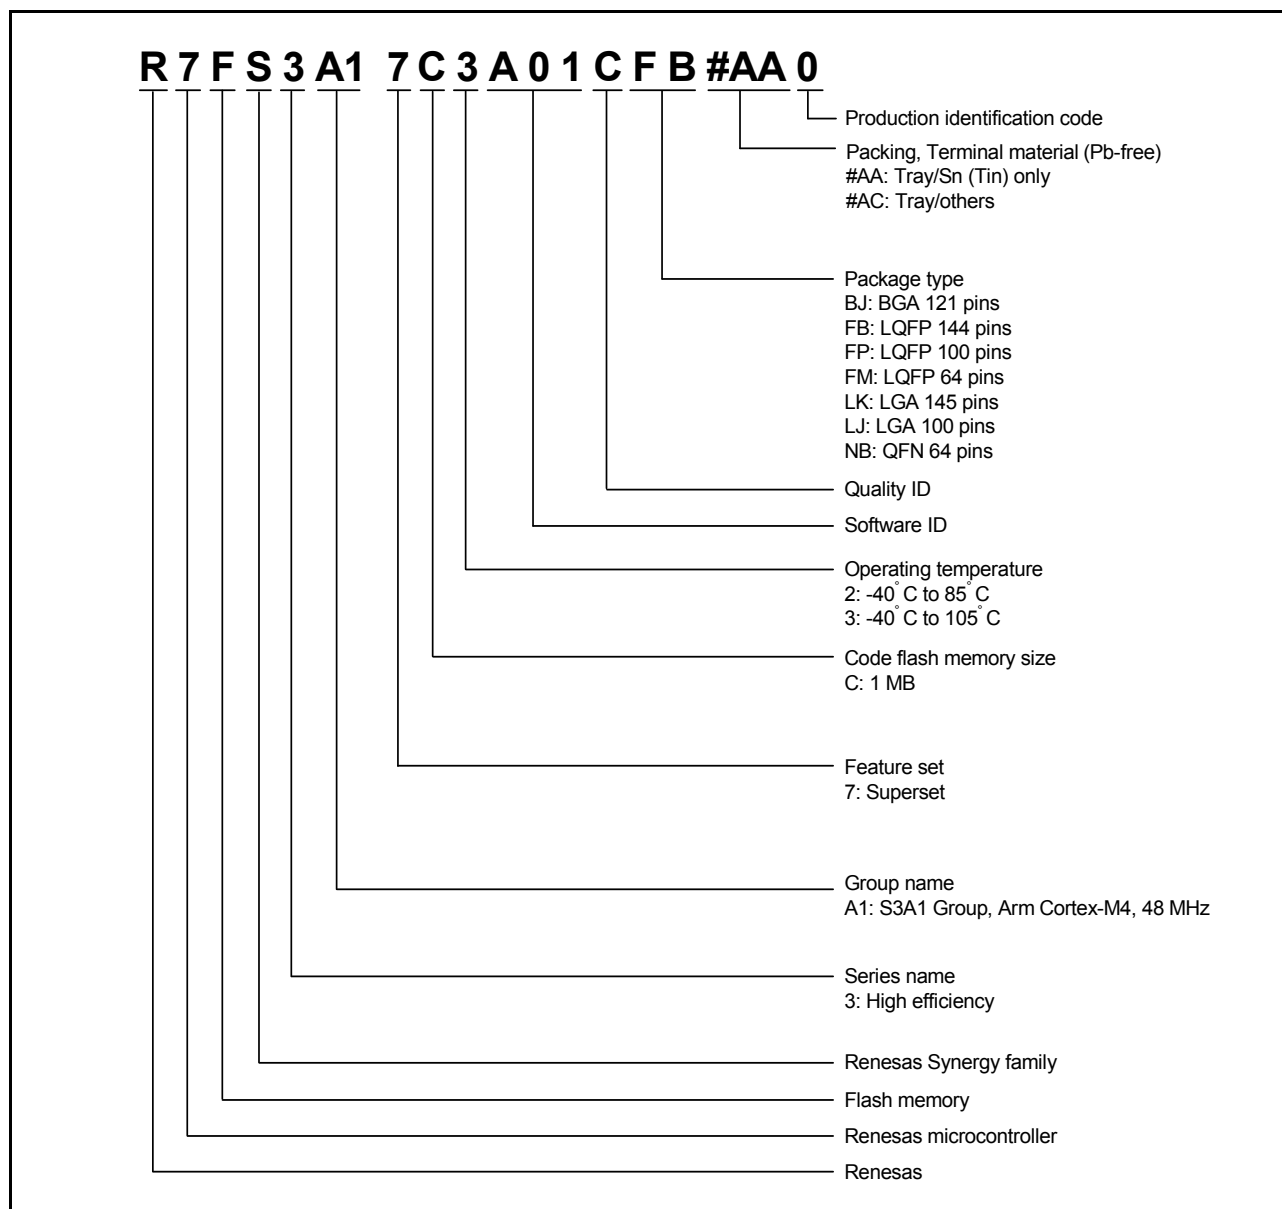 R 7 F S 3 A1 7 C 3 A 0 1 C F B #AA 0
Production identification code
Packing, Terminal material (Pb-free)
#AA: Tray/Sn (Tin) only
#AC: Tray/others
Package type
BJ: BGA 121 pins
FB: LQFP 144 pins
FP: LQFP 100 pins
FM: LQFP 64 pins
LK: LGA 145 pins
LJ: LGA 100 pins
NB: QFN 64 pins
Quality ID
Software ID
Operating temperature
2: -40˚ C to 85˚ C
3: -40˚ C to 105˚ C
Code flash memory size
C: 1 MB
Feature set
7: Superset
Group name
A1: S3A1 Group, Arm Cortex-M4, 48 MHz
Series name
3: High efficiency
Renesas Synergy family
Flash memory
Renesas microcontroller
Renesas